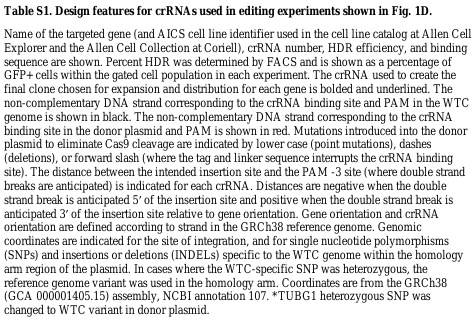 Table S1. Design features for crRNAs used in editing experiments shown in Fig. 1D.
Name of the targeted gene (and AICS cell line identifier used in the cell line catalog at Allen Cell
Explorer and the Allen Cell Collection at Coriell), crRNA number, HDR efficiency, and binding
sequence are shown. Percent HDR was determined by FACS and is shown as a percentage of
GFP+ cells within the gated cell population in each experiment. The crRNA used to create the
final clone chosen for expansion and distribution for each gene is bolded and underlined. The
non-complementary DNA strand corresponding to the crRNA binding site and PAM in the WTC
genome is shown in black. The non-complementary DNA strand corresponding to the crRNA
binding site in the donor plasmid and PAM is shown in red. Mutations introduced into the donor
plasmid to eliminate Cas9 cleavage are indicated by lower case (point mutations), dashes
(deletions), or forward slash (where the tag and linker sequence interrupts the crRNA binding
site). The distance between the intended insertion site and the PAM -3 site (where double strand
breaks are anticipated) is indicated for each crRNA. Distances are negative when the double
strand break is anticipated 5’ of the insertion site and positive when the double strand break is
anticipated 3’ of the insertion site relative to gene orientation. Gene orientation and crRNA
orientation are defined according to strand in the GRCh38 reference genome. Genomic
coordinates are indicated for the site of integration, and for single nucleotide polymorphisms
(SNPs) and insertions or deletions (INDELs) specific to the WTC genome within the homology
arm region of the plasmid. In cases where the WTC-specific SNP was heterozygous, the
reference genome variant was used in the homology arm. Coordinates are from the GRCh38
(GCA 000001405.15) assembly, NCBI annotation 107. *TUBG1 heterozygous SNP was
changed to WTC variant in donor plasmid.